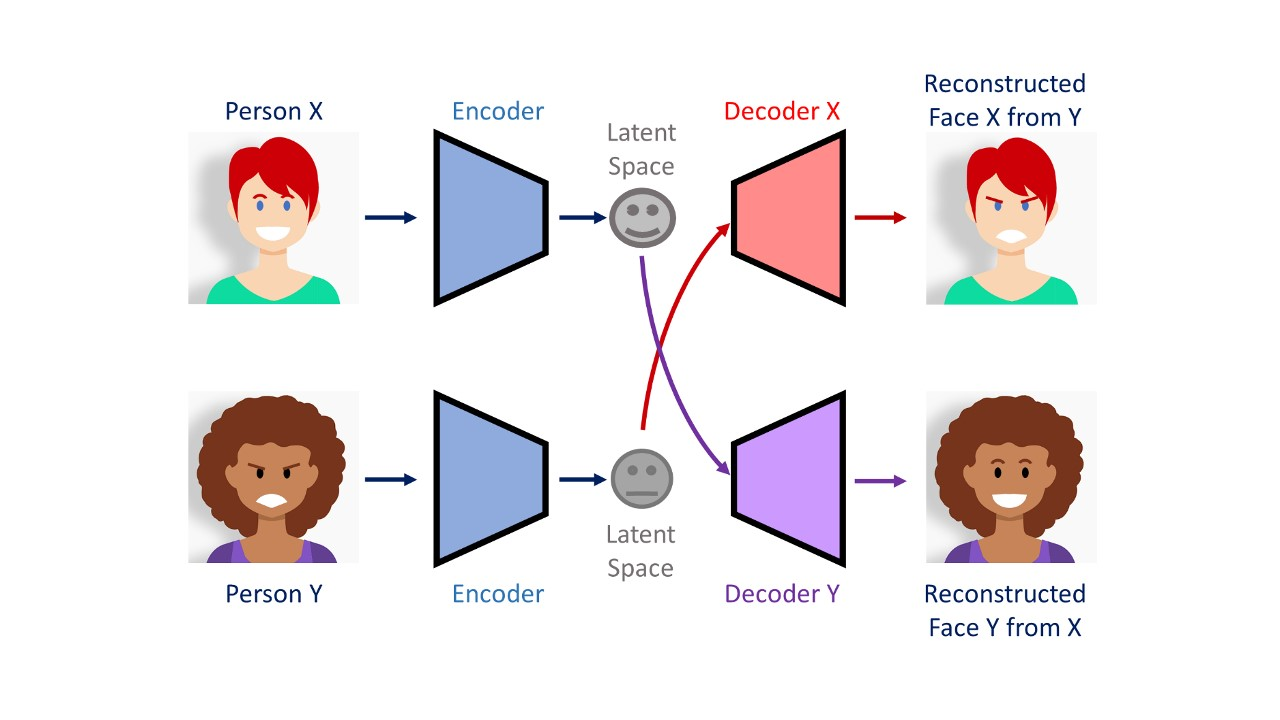 Person X
Encoder
Latent
Space
Decoder X
Reconstructed
Face X from Y
Person Y
Encoder
Latent
Space
Decoder Y
Reconstructed
Face Y from X